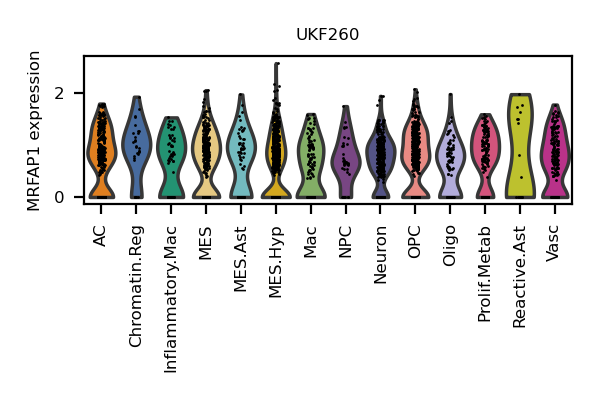 UKF260
MRFAP1 expression
2
0
AC
Chromatin.Reg
Inflammatory.Mac
MES
MES.Ast
MES.Hyp
Mac
NPC
Neuron
OPC
Oligo
Prolif.Metab
Reactive.Ast
Vasc